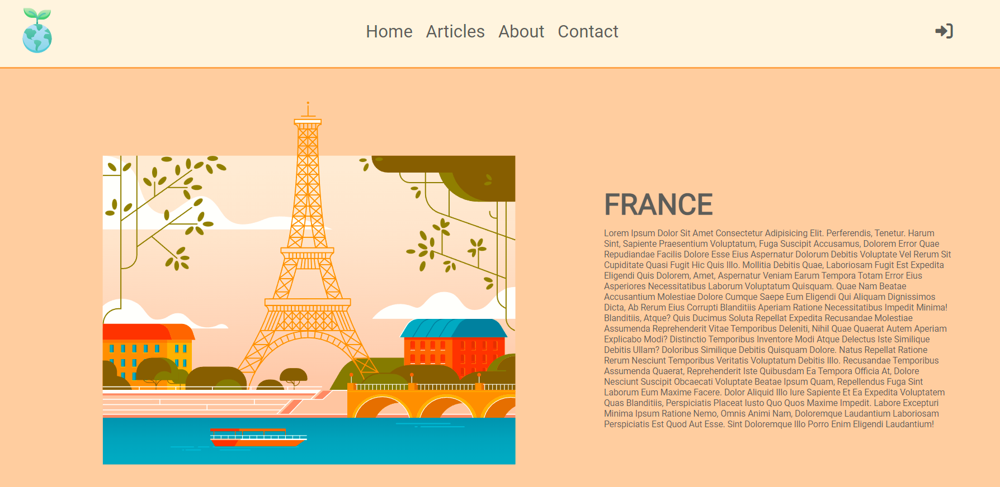 Home Articles About Contact
FRANCE
Lorem Ipsum Dolor Sit Amet Consectetur Adipisicing Elit. Perferendis, Tenetur. Harum
Sint, Sapiente Praesentium Voluptatum, Fuga Suscipit Accusamus, Dolorem Error Quae
Repudiandae Facilis Dolore Esse Eius Aspernatur Dolorum Debitis Voluptate Vel Rerum Sit
Cupiditate Quasi Fugit Hic Quis Illo. Mollitia Debitis Quae, Laboriosam Fugit Est Expedita
Eligendi Quis Dolorem, Amet, Aspernatur Veniam Earum Tempora Totam Error Eius
Asperiores Necessitatibus Laborum Voluptatum Quisquam. Quae Nam Beatae
Accusantium Molestiae Dolore Cumque Saepe Eum Eligendi Qui Aliquam Dignissimos
Dicta, Ab Rerum Eius Corrupti Blanditiis Aperiam Ratione Necessitatibus Impedit Minima!
Blanditiis, Atque? Quis Ducimus Soluta Repellat Expedita Recusandae Molestiae
Assumenda Reprehenderit Vitae Temporibus Deleniti, Nihil Quae Quaerat Autem Aperiam
Explicabo Modi? Distinctio Temporibus Inventore Modi Atque Delectus Iste Similique
Debitis Ullam? Doloribus Similique Debitis Quisquam Dolore. Natus Repellat Ratione
Rerum Nesciunt Temporibus Veritatis Voluptatum Debitis Illo. Recusandae Temporibus
Assumenda Quaerat, Reprehenderit Iste Quibusdam Ea Tempora Officia At, Dolore
Nesciunt Suscipit Obcaecati Voluptate Beatae Ipsum Quam, Repellendus Fuga Sint
Laborum Eum Maxime Facere. Dolor Aliquid Illo Iure Sapiente Et Ea Expedita Voluptatem
Quas Blanditiis, Perspiciatis Placeat Iusto Quo Quos Maxime Impedit. Labore Excepturi
Minima Ipsum Ratione Nemo, Omnis Animi Nam, Doloremque Laudantium Laboriosam
Perspiciatis Est Quod Aut Esse. Sint Doloremque Illo Porro Enim Eligendi Laudantium!